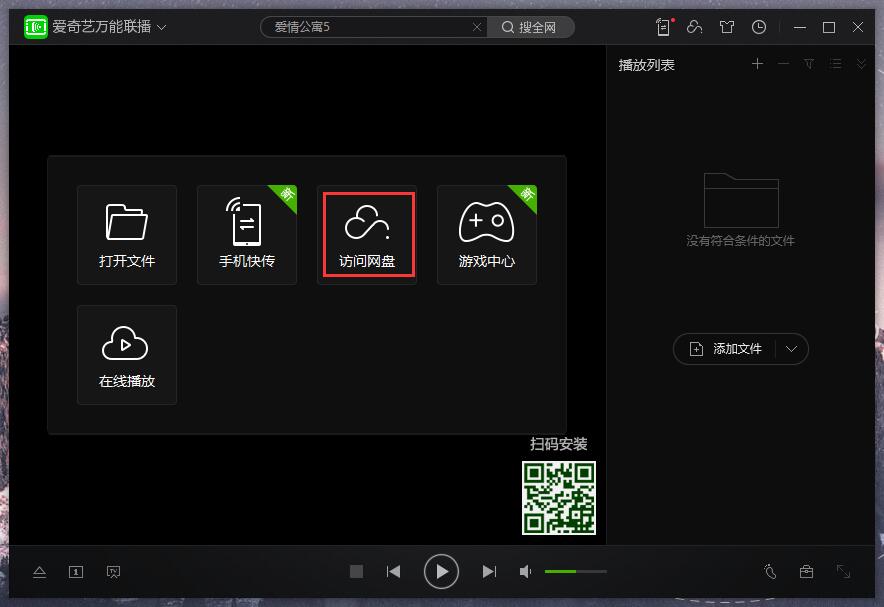 爱奇艺万能联播
爱情公寓5
搜全网
播放列表
打开文件
手机快传
新
访问网盘
游戏中心
新
在线播放
没有符合条件的文件
添加文件
扫码安装
1